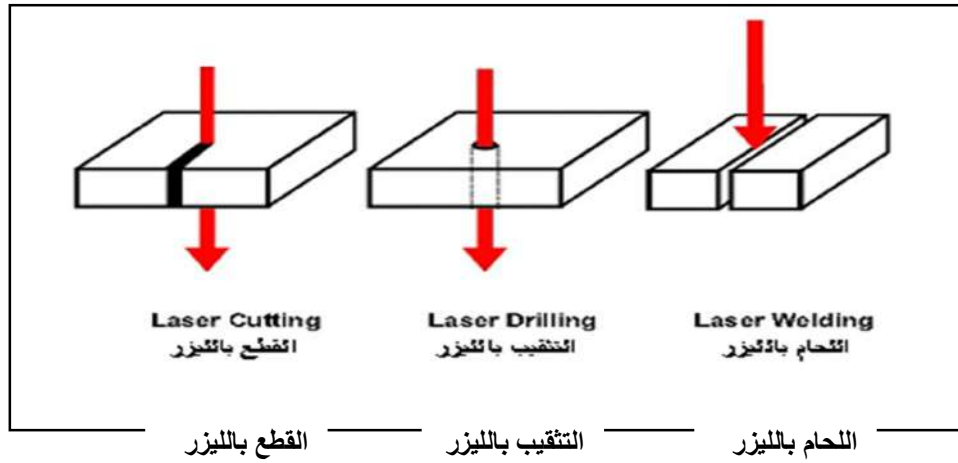 Laser Cutting
القطع بالليزر
Laser Drilling
التثقيب بالليزر
Laser Welding
اللحام بالليزر
القطع بالليزر
التثقيب بالليزر
اللحام بالليزر